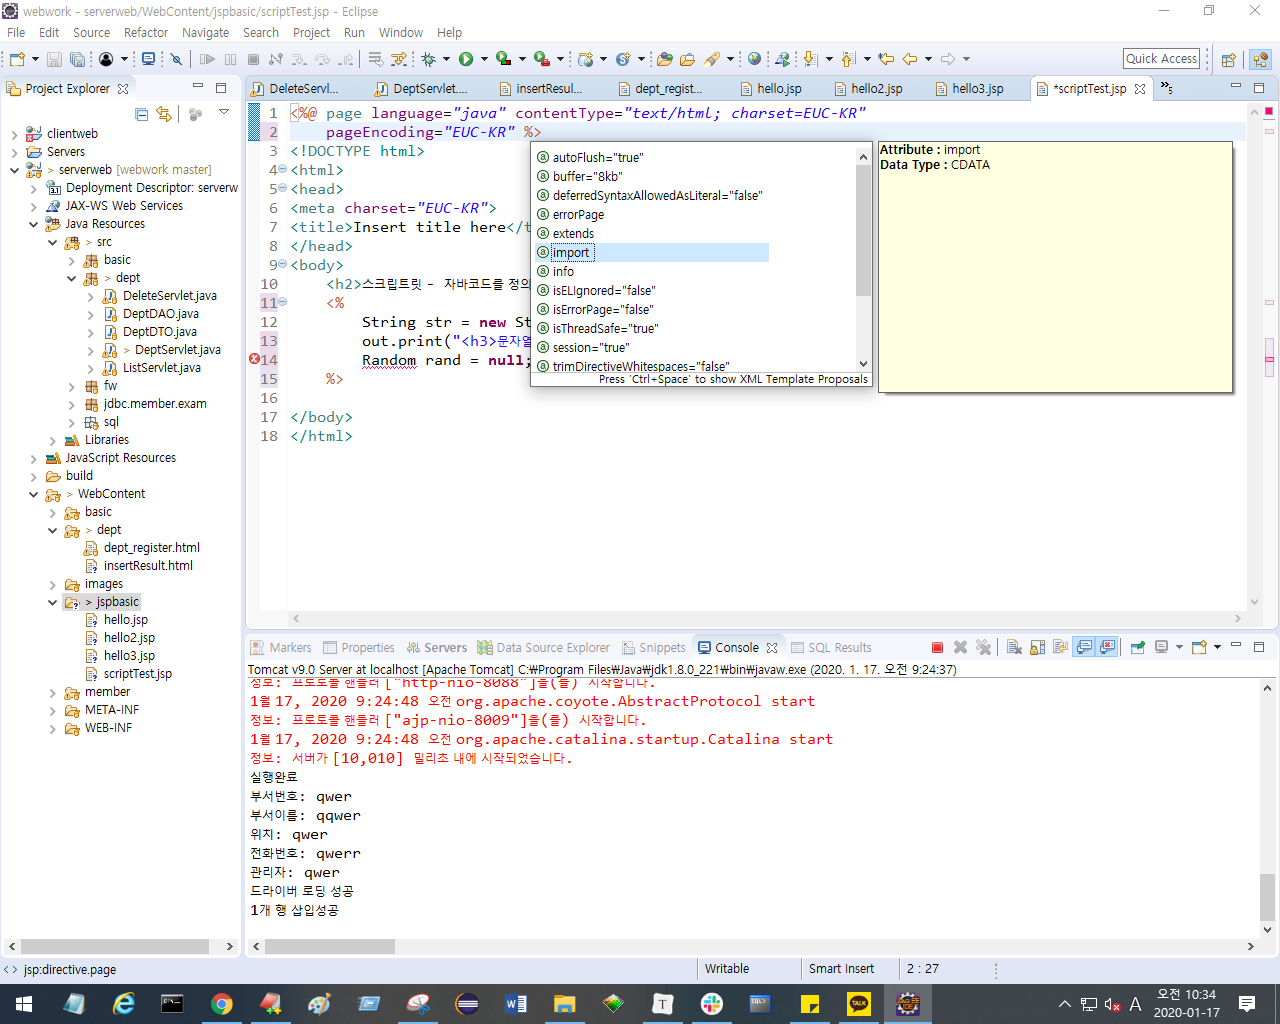 webwork - serverweb/WebContent/jspbasic/scriptTest.jsp - Eclipse
File Edit Source Refactor Navigate Search Project Run Window Help
Quick Access
Project Explorer
DeleteServl...
DeptServlet....
insertResul...
dept_regist...
hello.jsp
hello2.jsp
hello3.jsp
*scriptTest.jsp
»5
clientweb
Servers
> serverweb [webwork master]
Deployment Descriptor: serverw
JAX-WS Web Services
Java Resources
> src
basic
> dept
DeleteServlet.java
DeptDAO.java
DeptDTO.java
> DeptServlet.java
ListServlet.java
fw
jdbc.member.exam
sql
Libraries
JavaScript Resources
build
> WebContent
basic
> dept
dept_register.html
insertResult.html
images
> jspbasic
hello.jsp
hello2.jsp
hello3.jsp
scriptTest.jsp
member
META-INF
WEB-INF
1 <%@ page language="java" contentType="text/html; charset=EUC-KR"
2 pageEncoding="EUC-KR" %>
3 <!DOCTYPE html>
4 <html>
5 <head>
6 <meta charset="EUC-KR">
7 <title>Insert title here</t
8 </head>
9 <body>
10 <h2>스크립트릿 - 자바코드를 정의
11 <%
12 String str = new St
13 out.print("<h3>문자열
14 Random rand = null;
15 %>
16
17 </body>
18 </html>
autoFlush="true"
buffer="8kb"
deferredSyntaxAllowedAsLiteral="false"
errorPage
extends
import
info
isELIgnored="false"
isErrorPage="false"
isThreadSafe="true"
session="true"
trimDirectiveWhitespaces="false"
Press 'Ctrl+Space' to show XML Template Proposals
Attribute : import
Data Type : CDATA
Markers Properties Servers Data Source Explorer Snippets Console SQL Results
Tomcat v9.0 Server at localhost [Apache Tomcat] C:₩Program Files₩Java₩jdk1.8.0_221₩bin₩javaw.exe (2020. 1. 17. 오전 9:24:37)
정보: 프로토콜 핸들러 ["http-nio-8088"]을(를) 시작합니다.
1월 17, 2020 9:24:48 오전 org.apache.coyote.AbstractProtocol start
정보: 프로토콜 핸들러 ["ajp-nio-8009"]을(를) 시작합니다.
1월 17, 2020 9:24:48 오전 org.apache.catalina.startup.Catalina start
정보: 서버가 [10,010] 밀리초 내에 시작되었습니다.
실행완료
부서번호: qwer
부서이름: qqwer
위치: qwer
전화번호: qwerr
관리자: qwer
드라이버 로딩 성공
1개 행 삽입성공
jsp:directive.page
Writable
Smart Insert
2 : 27
A
오전 10:34
2020-01-17